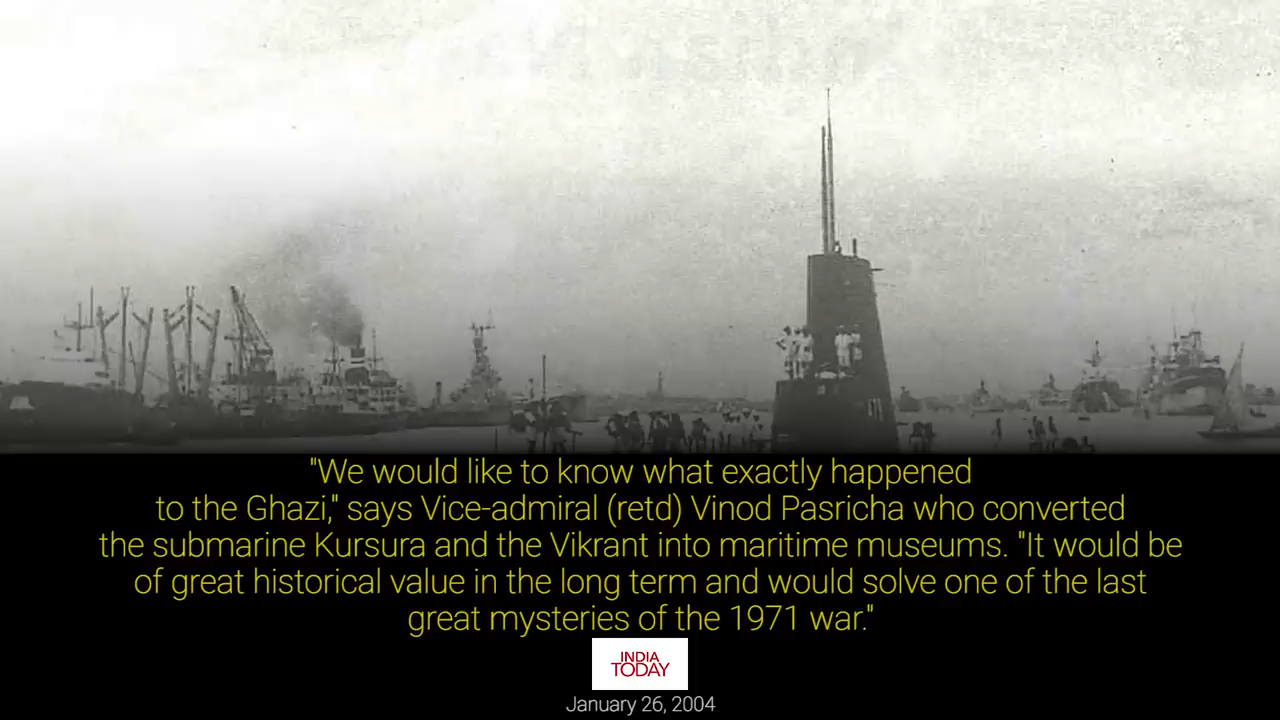 "We would like to know what exactly happened
to the Ghazi," says Vice-admiral (retd) Vinod Pasricha who converted
the submarine Kursura and the Vikrant into maritime museums. "It would be
of great historical value in the long term and would solve one of the last
great mysteries of the 1971 war."
INDIA
TODAY
January 26, 2004